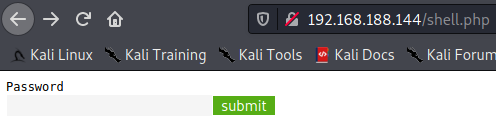 192.168.188.144/shell.php
Kali Linux Kali Training Kali Tools Kali Docs Kali Forum
Password
submit